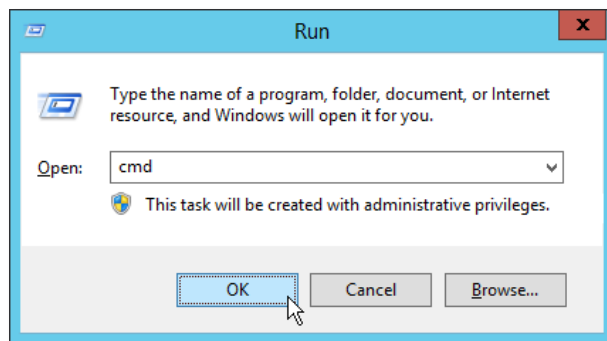 Run
x
Type the name of a program, folder, document, or Internet
resource, and Windows will open it for you.
Open:
cmd
This task will be created with administrative privileges.
OK
Cancel
Browse...